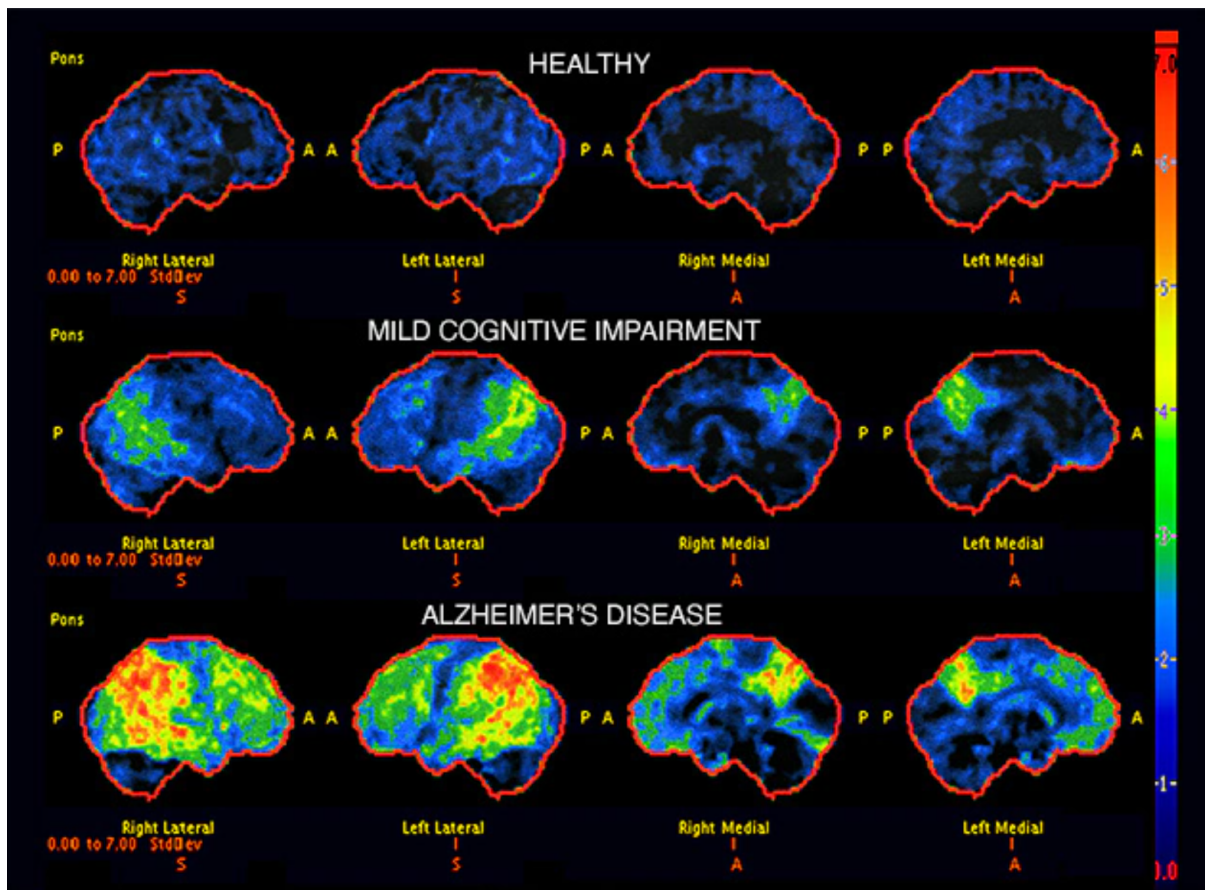 HEALTHY
Pons
P A A P A P P A
Right Lateral Left Lateral Right Medial Left Medial
0.00 to 7.00 StdDev
S I S I A I A
MILD COGNITIVE IMPAIRMENT
Pons
P A A P A P P A
Right Lateral Left Lateral Right Medial Left Medial
0.00 to 7.00 StdDev
S I S I A I A
ALZHEIMER'S DISEASE
Pons
P A A P A P P A
Right Lateral Left Lateral Right Medial Left Medial
0.00 to 7.00 StdDev
S I S I A I A
7.0
6
5
4
3
2
1
0.0